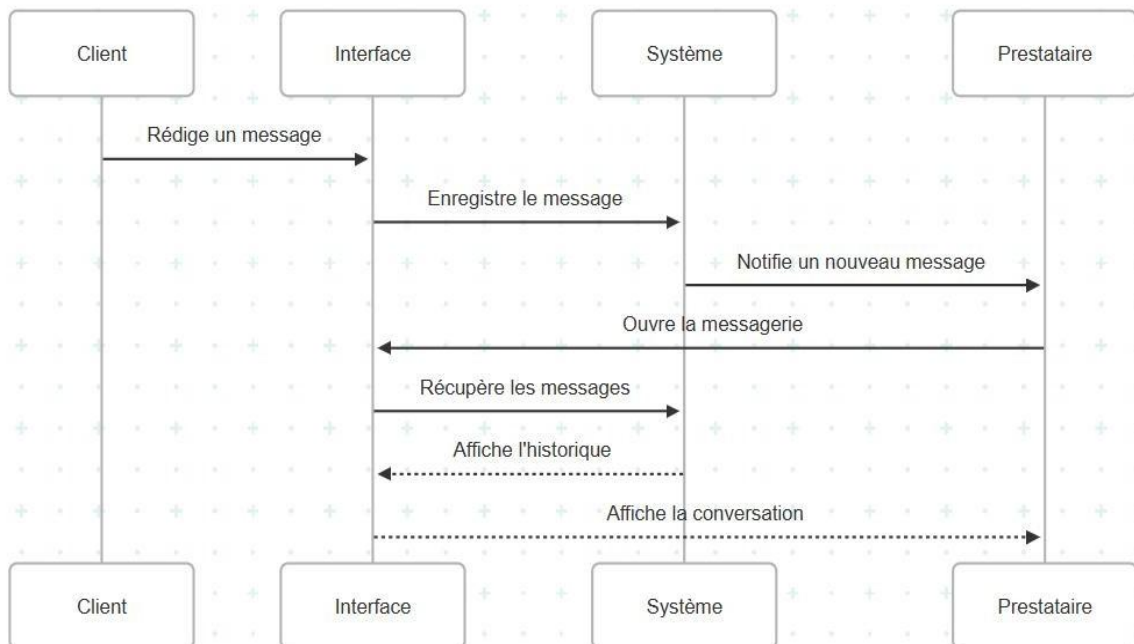 Client
Interface
Système
Prestataire
Rédige un message
Enregistre le message
Notifie un nouveau message
Ouvre la messagerie
Récupère les messages
Affiche l'historique
Affiche la conversation
Client
Interface
Système
Prestataire